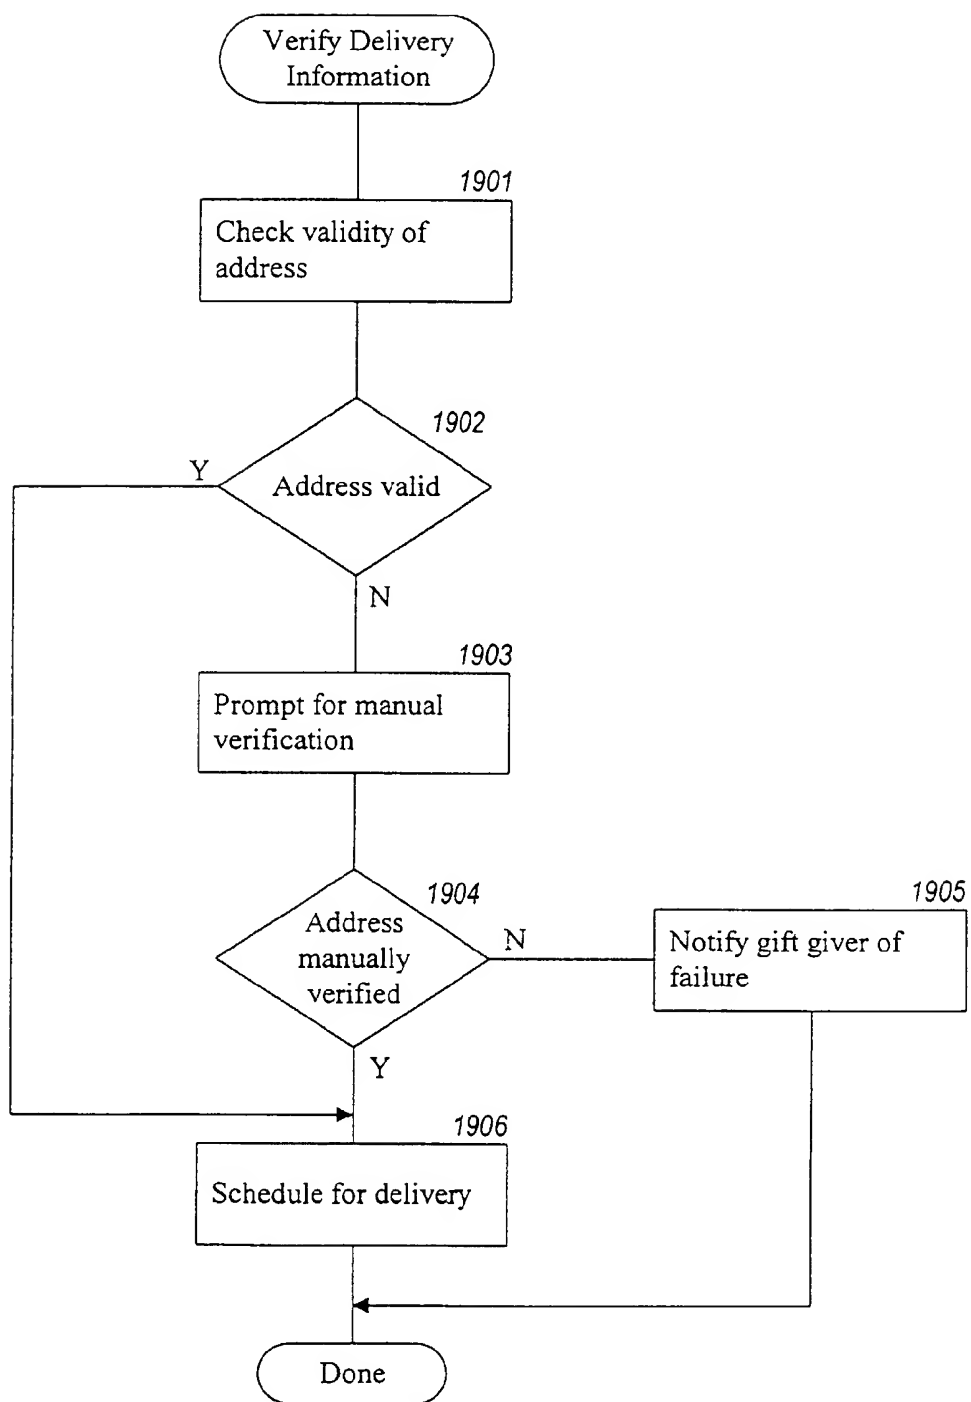 Verify Delivery
Information
1901
Check validity of
address
1902
Y
Address valid
N
1903
Prompt for manual
verification
1904
Address
manually
verified
N
1905
Notify gift giver of
failure
Y
1906
Schedule for delivery
Done